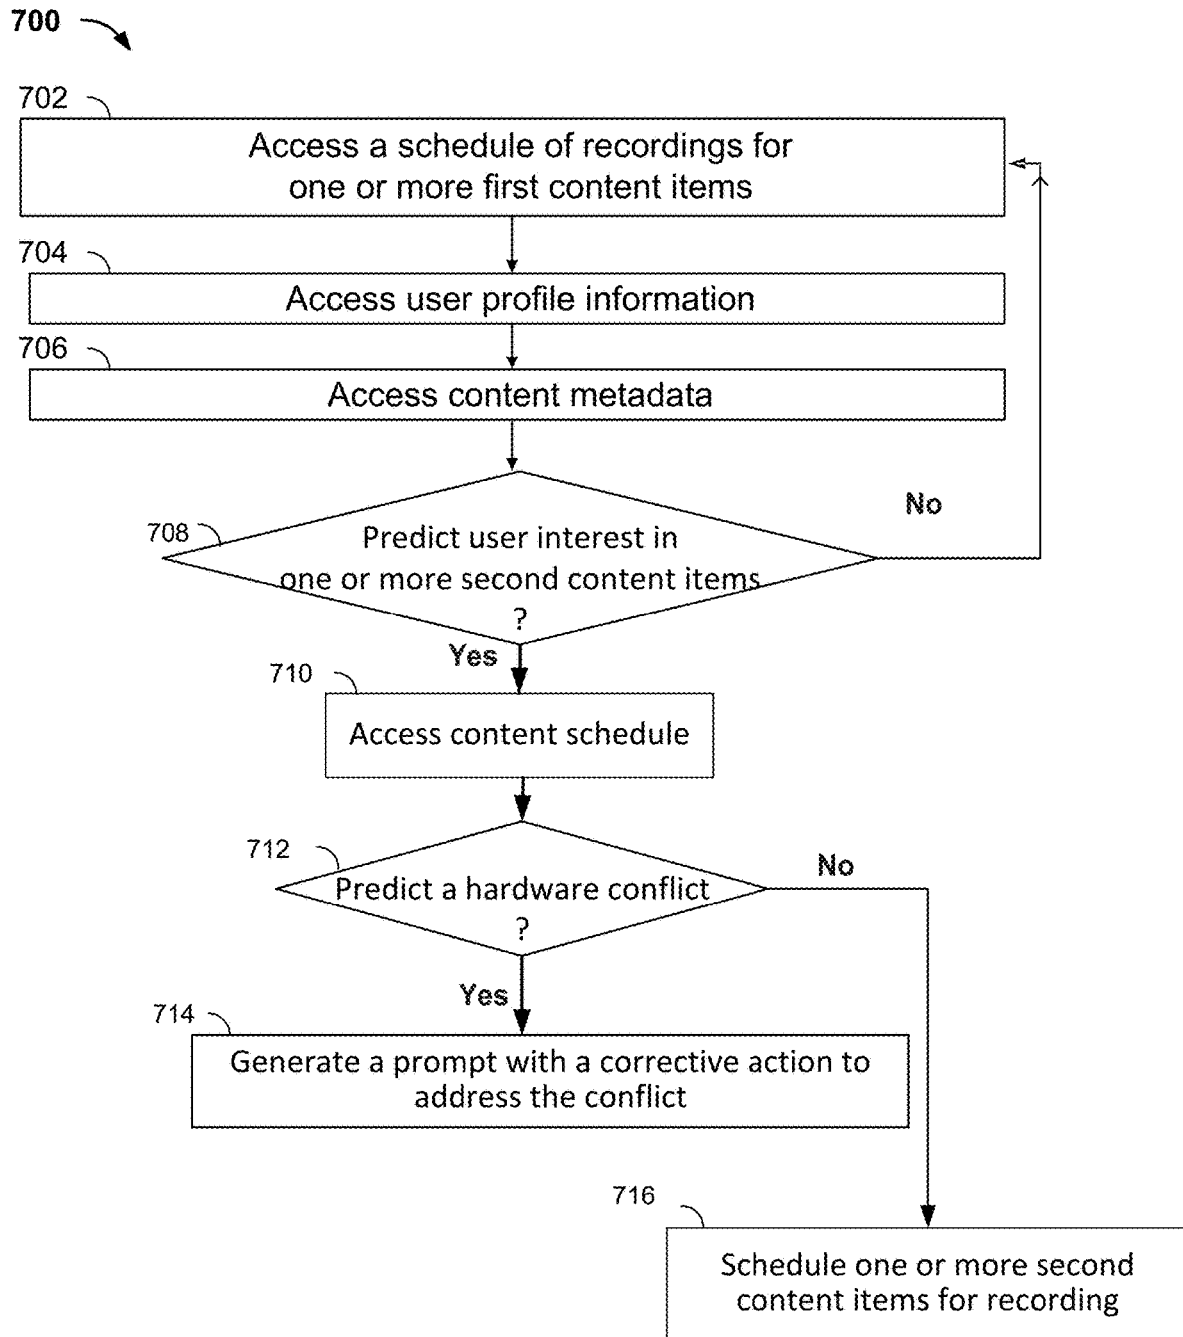 700
702
Access a schedule of recordings for
one or more first content items
704
Access user profile information
706
Access content metadata
No
708
Predict user interest in
one or more second content items
?
Yes
710
Access content schedule
712
No
Predict a hardware conflict
?
Yes
714
Generate a prompt with a corrective action to
address the conflict
716
Schedule one or more second
content items for recording